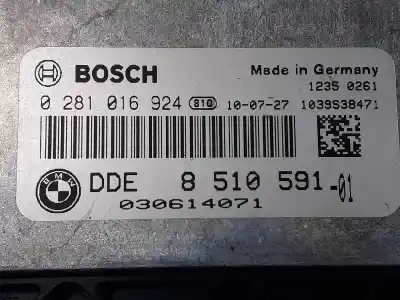 BOSCH
Made in Germany
1235 0261
0 281 016 924 810 10-07-27 1039S38471
BMW
DDE 8 510 591-01
030614071